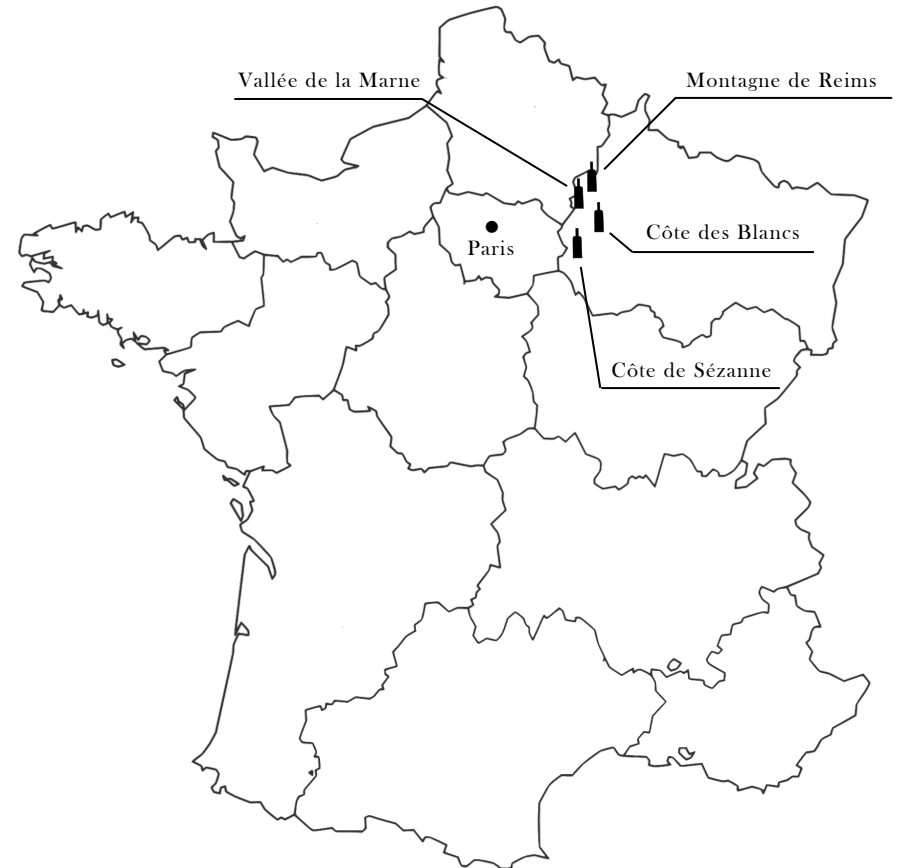 Vallée de la Marne
Montagne de Reims
Côte des Blancs
Paris
Côte de Sézanne